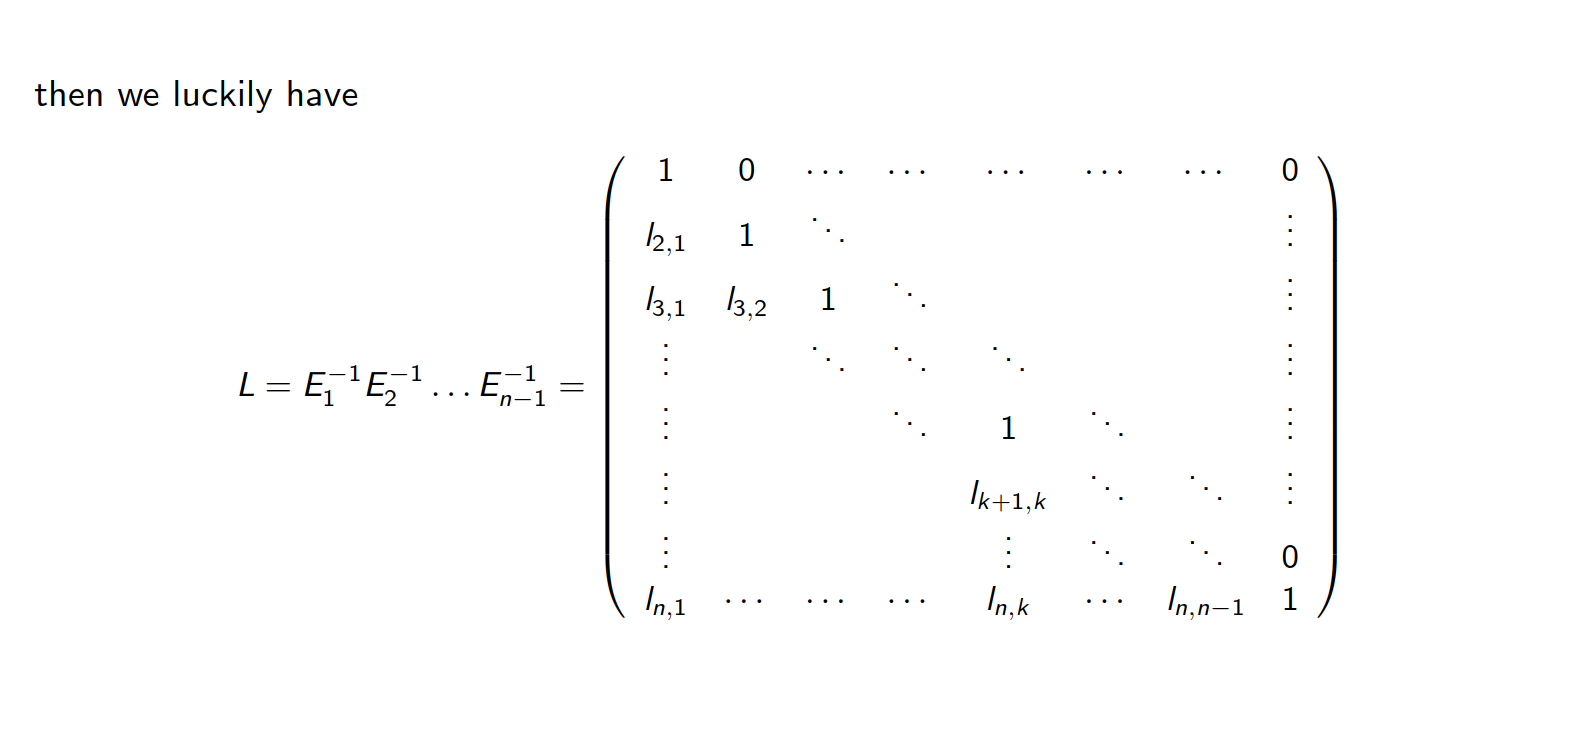 then we luckily have
1 0 ⋯ ⋯ ⋯ ⋯ ⋯ 0
l_{2,1} 1 ⋱ ⋮
l_{3,1} l_{3,2} 1 ⋱ ⋮
⋮ ⋱ ⋱ ⋱ ⋮
L = E_1^{-1} E_2^{-1} … E_{n-1}^{-1} =
⋮ ⋱ 1 ⋱ ⋮
⋮ l_{k+1,k} ⋱ ⋱ ⋮
⋮ ⋮ ⋱ ⋱ 0
l_{n,1} ⋯ ⋯ ⋯ l_{n,k} ⋯ l_{n,n-1} 1